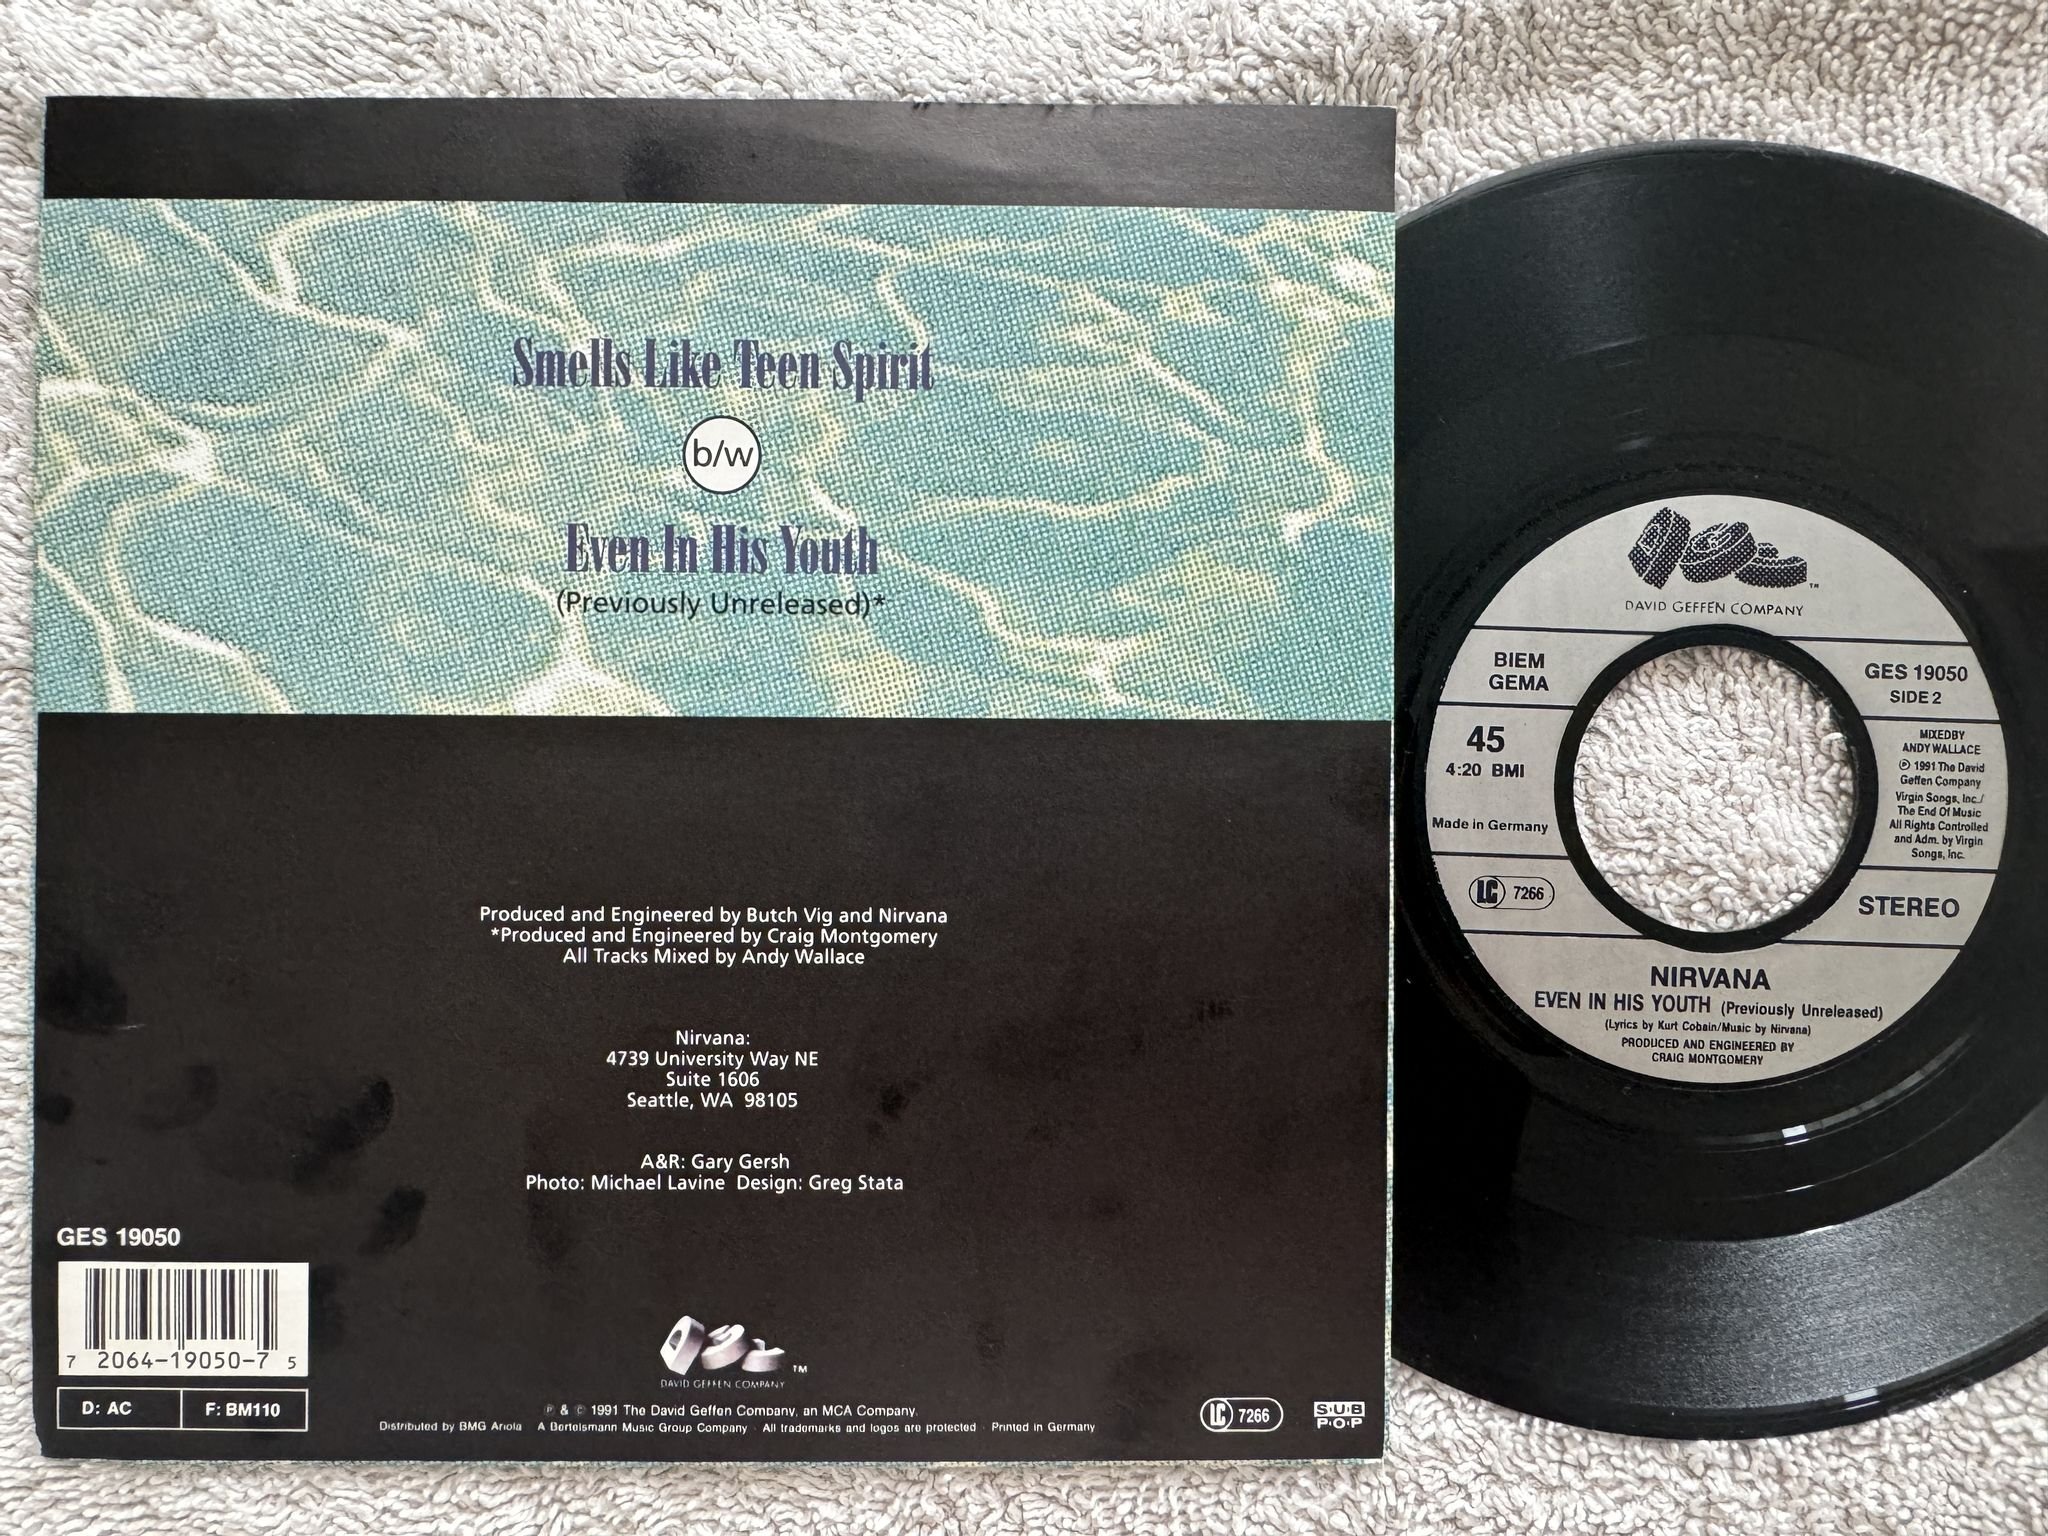 Smells Like Teen Spirit
b/w
Even In His Youth
(Previously Unreleased)*
Produced and Engineered by Butch Vig and Nirvana
*Produced and Engineered by Craig Montgomery
All Tracks Mixed by Andy Wallace
Nirvana:
4739 University Way NE
Suite 1606
Seattle, WA 98105
A&R: Gary Gersh
Photo: Michael Lavine Design: Greg Stata
GES 19050
7 2064-19050-7 5
D: AC F: BM110
DGC TM
DAVID GEFFEN COMPANY
℗ & © 1991 The David Geffen Company, an MCA Company.
Distributed by BMG Ariola · A Bertelsmann Music Group Company · All trademarks and logos are protected · Printed in Germany
LC 7266
SUB
POP
DGC TM
DAVID GEFFEN COMPANY
BIEM
GEMA
45
4:20 BMI
Made in Germany
LC 7266
GES 19050
SIDE 2
MIXED BY
ANDY WALLACE
℗ 1991 The David
Geffen Company
Virgin Songs, Inc./
The End Of Music
All Rights Controlled
and Adm. by Virgin
Songs, Inc.
STEREO
NIRVANA
EVEN IN HIS YOUTH (Previously Unreleased)
(Lyrics by Kurt Cobain/Music by Nirvana)
PRODUCED AND ENGINEERED BY
CRAIG MONTGOMERY